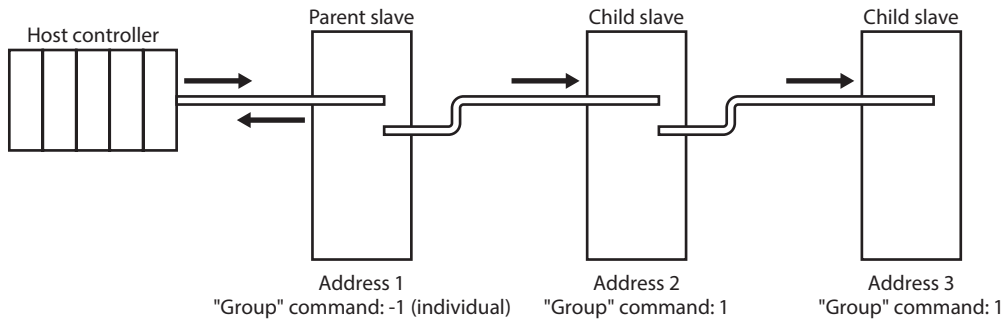 Host controller
Parent slave
Child slave
Child slave
Address 1
"Group" command: -1 (individual)
Address 2
"Group" command: 1
Address 3
"Group" command: 1